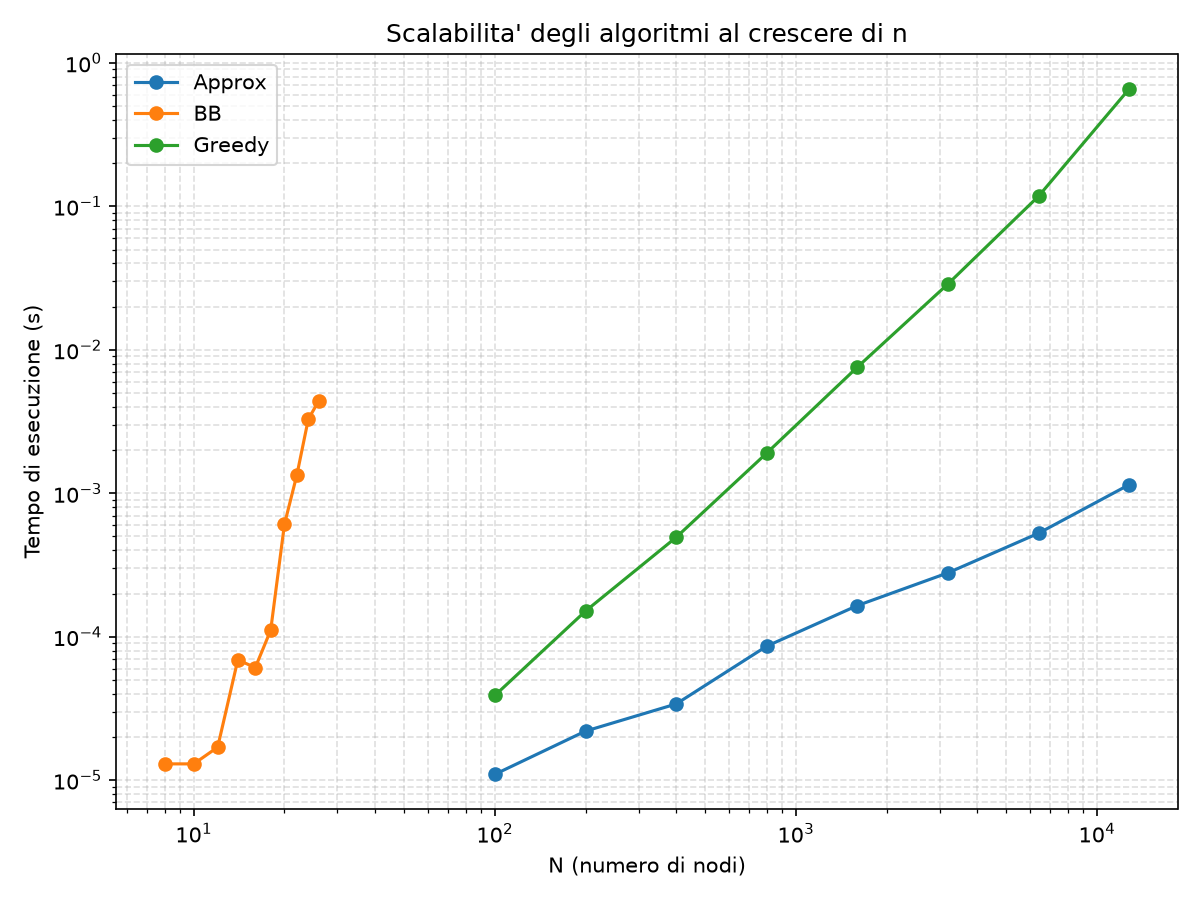 Scalabilita' degli algoritmi al crescere di n
Approx
BB
Greedy
10⁰
10⁻¹
10⁻²
10⁻³
10⁻⁴
10⁻⁵
Tempo di esecuzione (s)
10¹
10²
10³
10⁴
N (numero di nodi)